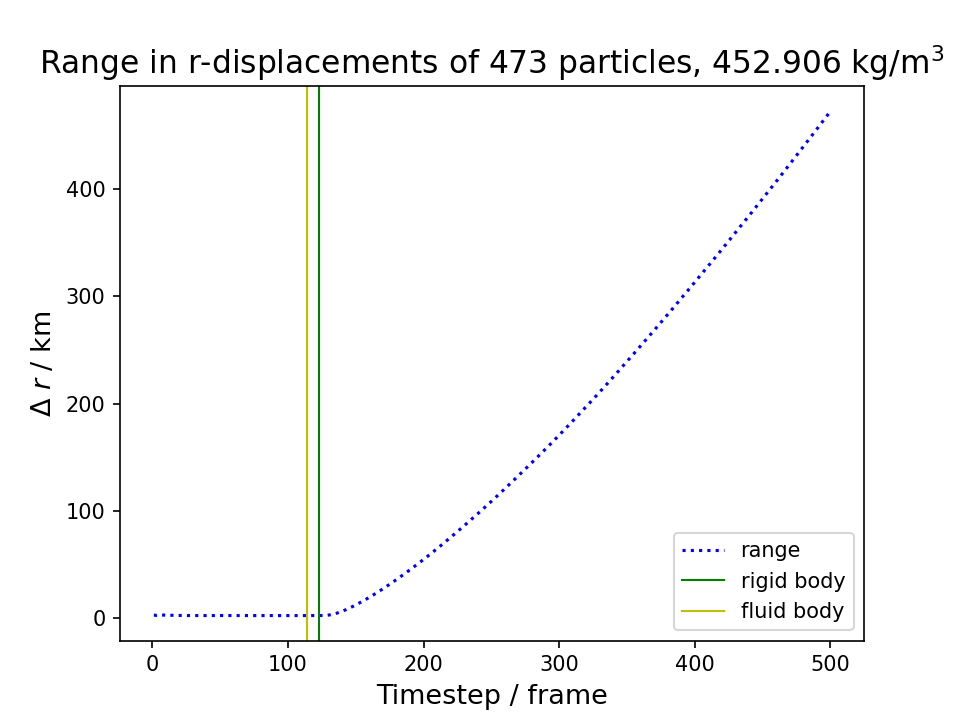 Range in r-displacements of 473 particles, 452.906 kg/m³
400
300
200
100
0
Δ r / km
0 100 200 300 400 500
Timestep / frame
range
rigid body
fluid body